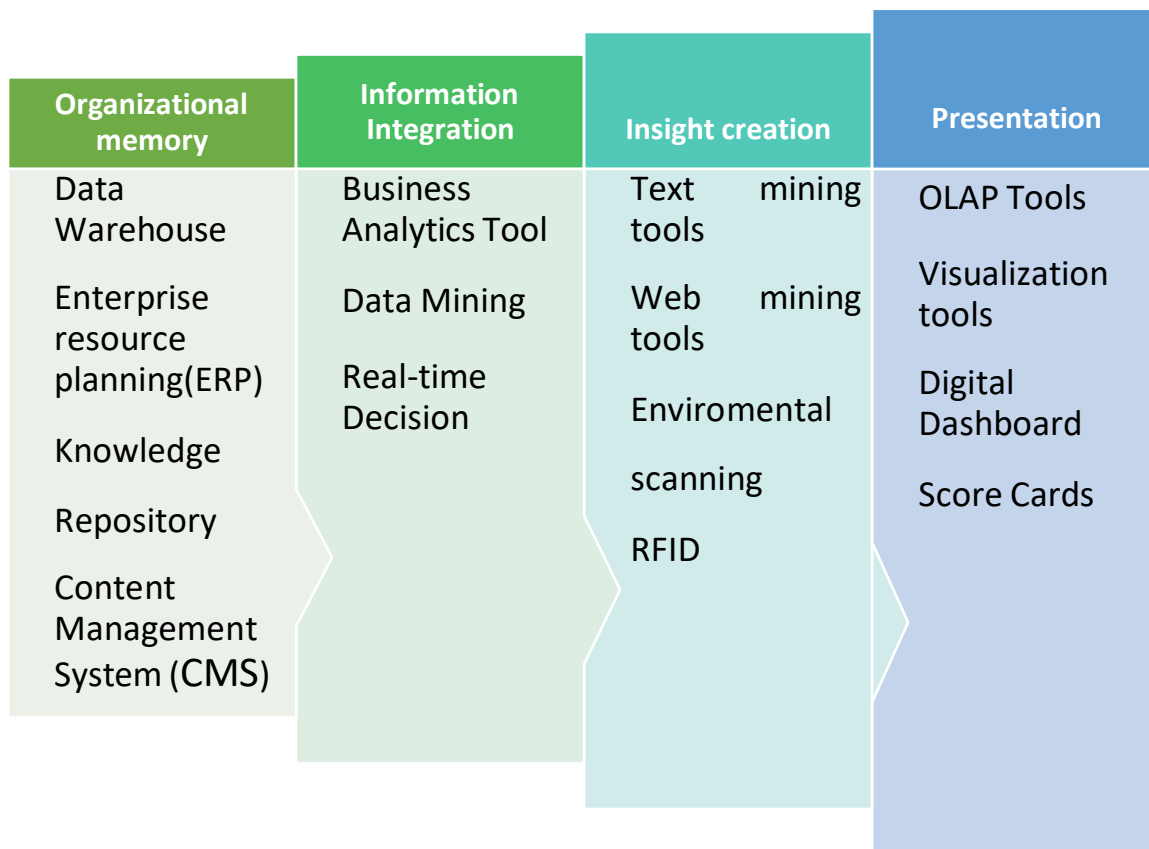 Organizational
memory
Data
Warehouse
Enterprise
resource
planning(ERP)
Knowledge
Repository
Content
Management
System (CMS)
Information
Integration
Business
Analytics Tool
Data Mining
Real-time
Decision
Insight creation
Text mining
tools
Web mining
tools
Enviromental
scanning
RFID
Presentation
OLAP Tools
Visualization
tools
Digital
Dashboard
Score Cards